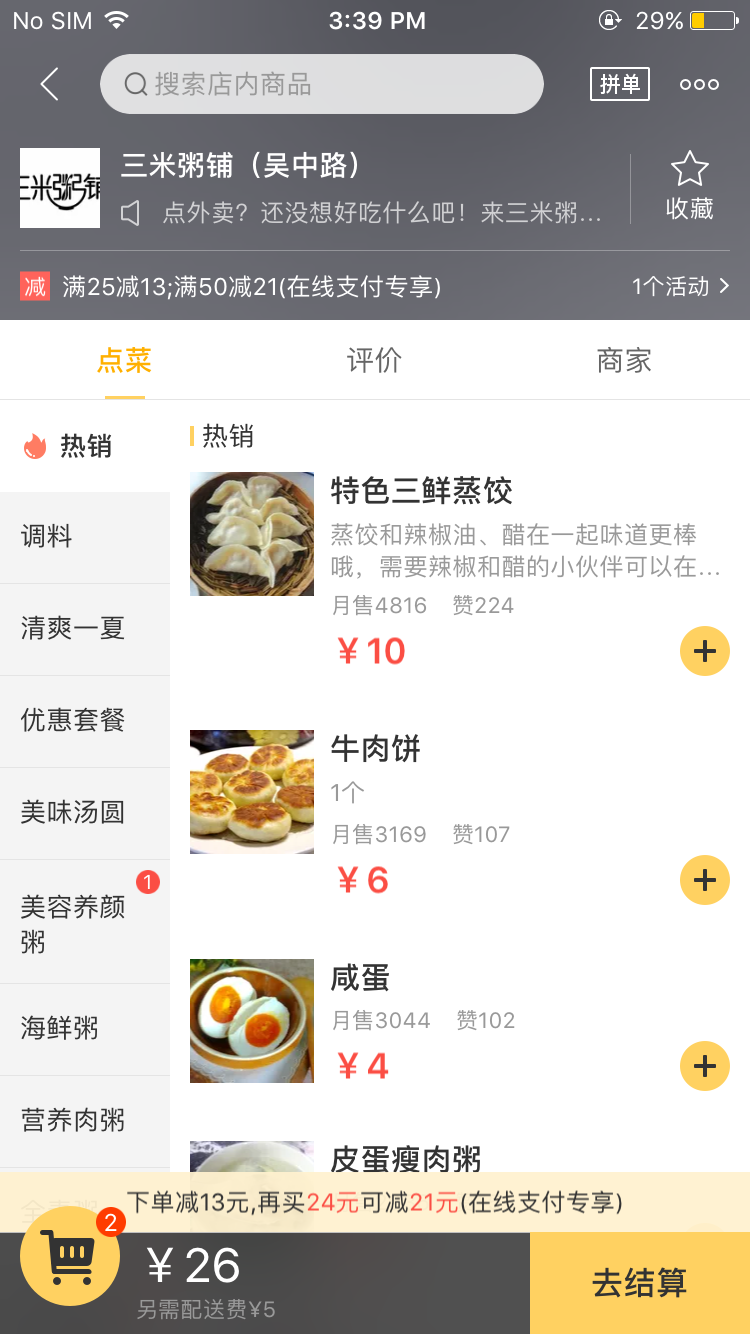 No SIM 3:39 PM 29%
搜索店内商品 拼单
三米粥铺
三米粥铺（吴中路）
点外卖？还没想好吃什么吧！来三米粥... 收藏
减 满25减13;满50减21(在线支付专享) 1个活动
点菜 评价 商家
热销
调料
清爽一夏
优惠套餐
美味汤圆
美容养颜
粥
1
海鲜粥
营养肉粥
热销
特色三鲜蒸饺
蒸饺和辣椒油、醋在一起味道更棒
哦，需要辣椒和醋的小伙伴可以在...
月售4816 赞224
¥10
牛肉饼
1个
月售3169 赞107
¥6
咸蛋
月售3044 赞102
¥4
皮蛋瘦肉粥
下单减13元,再买24元可减21元(在线支付专享)
2
¥26
另需配送费¥5
去结算